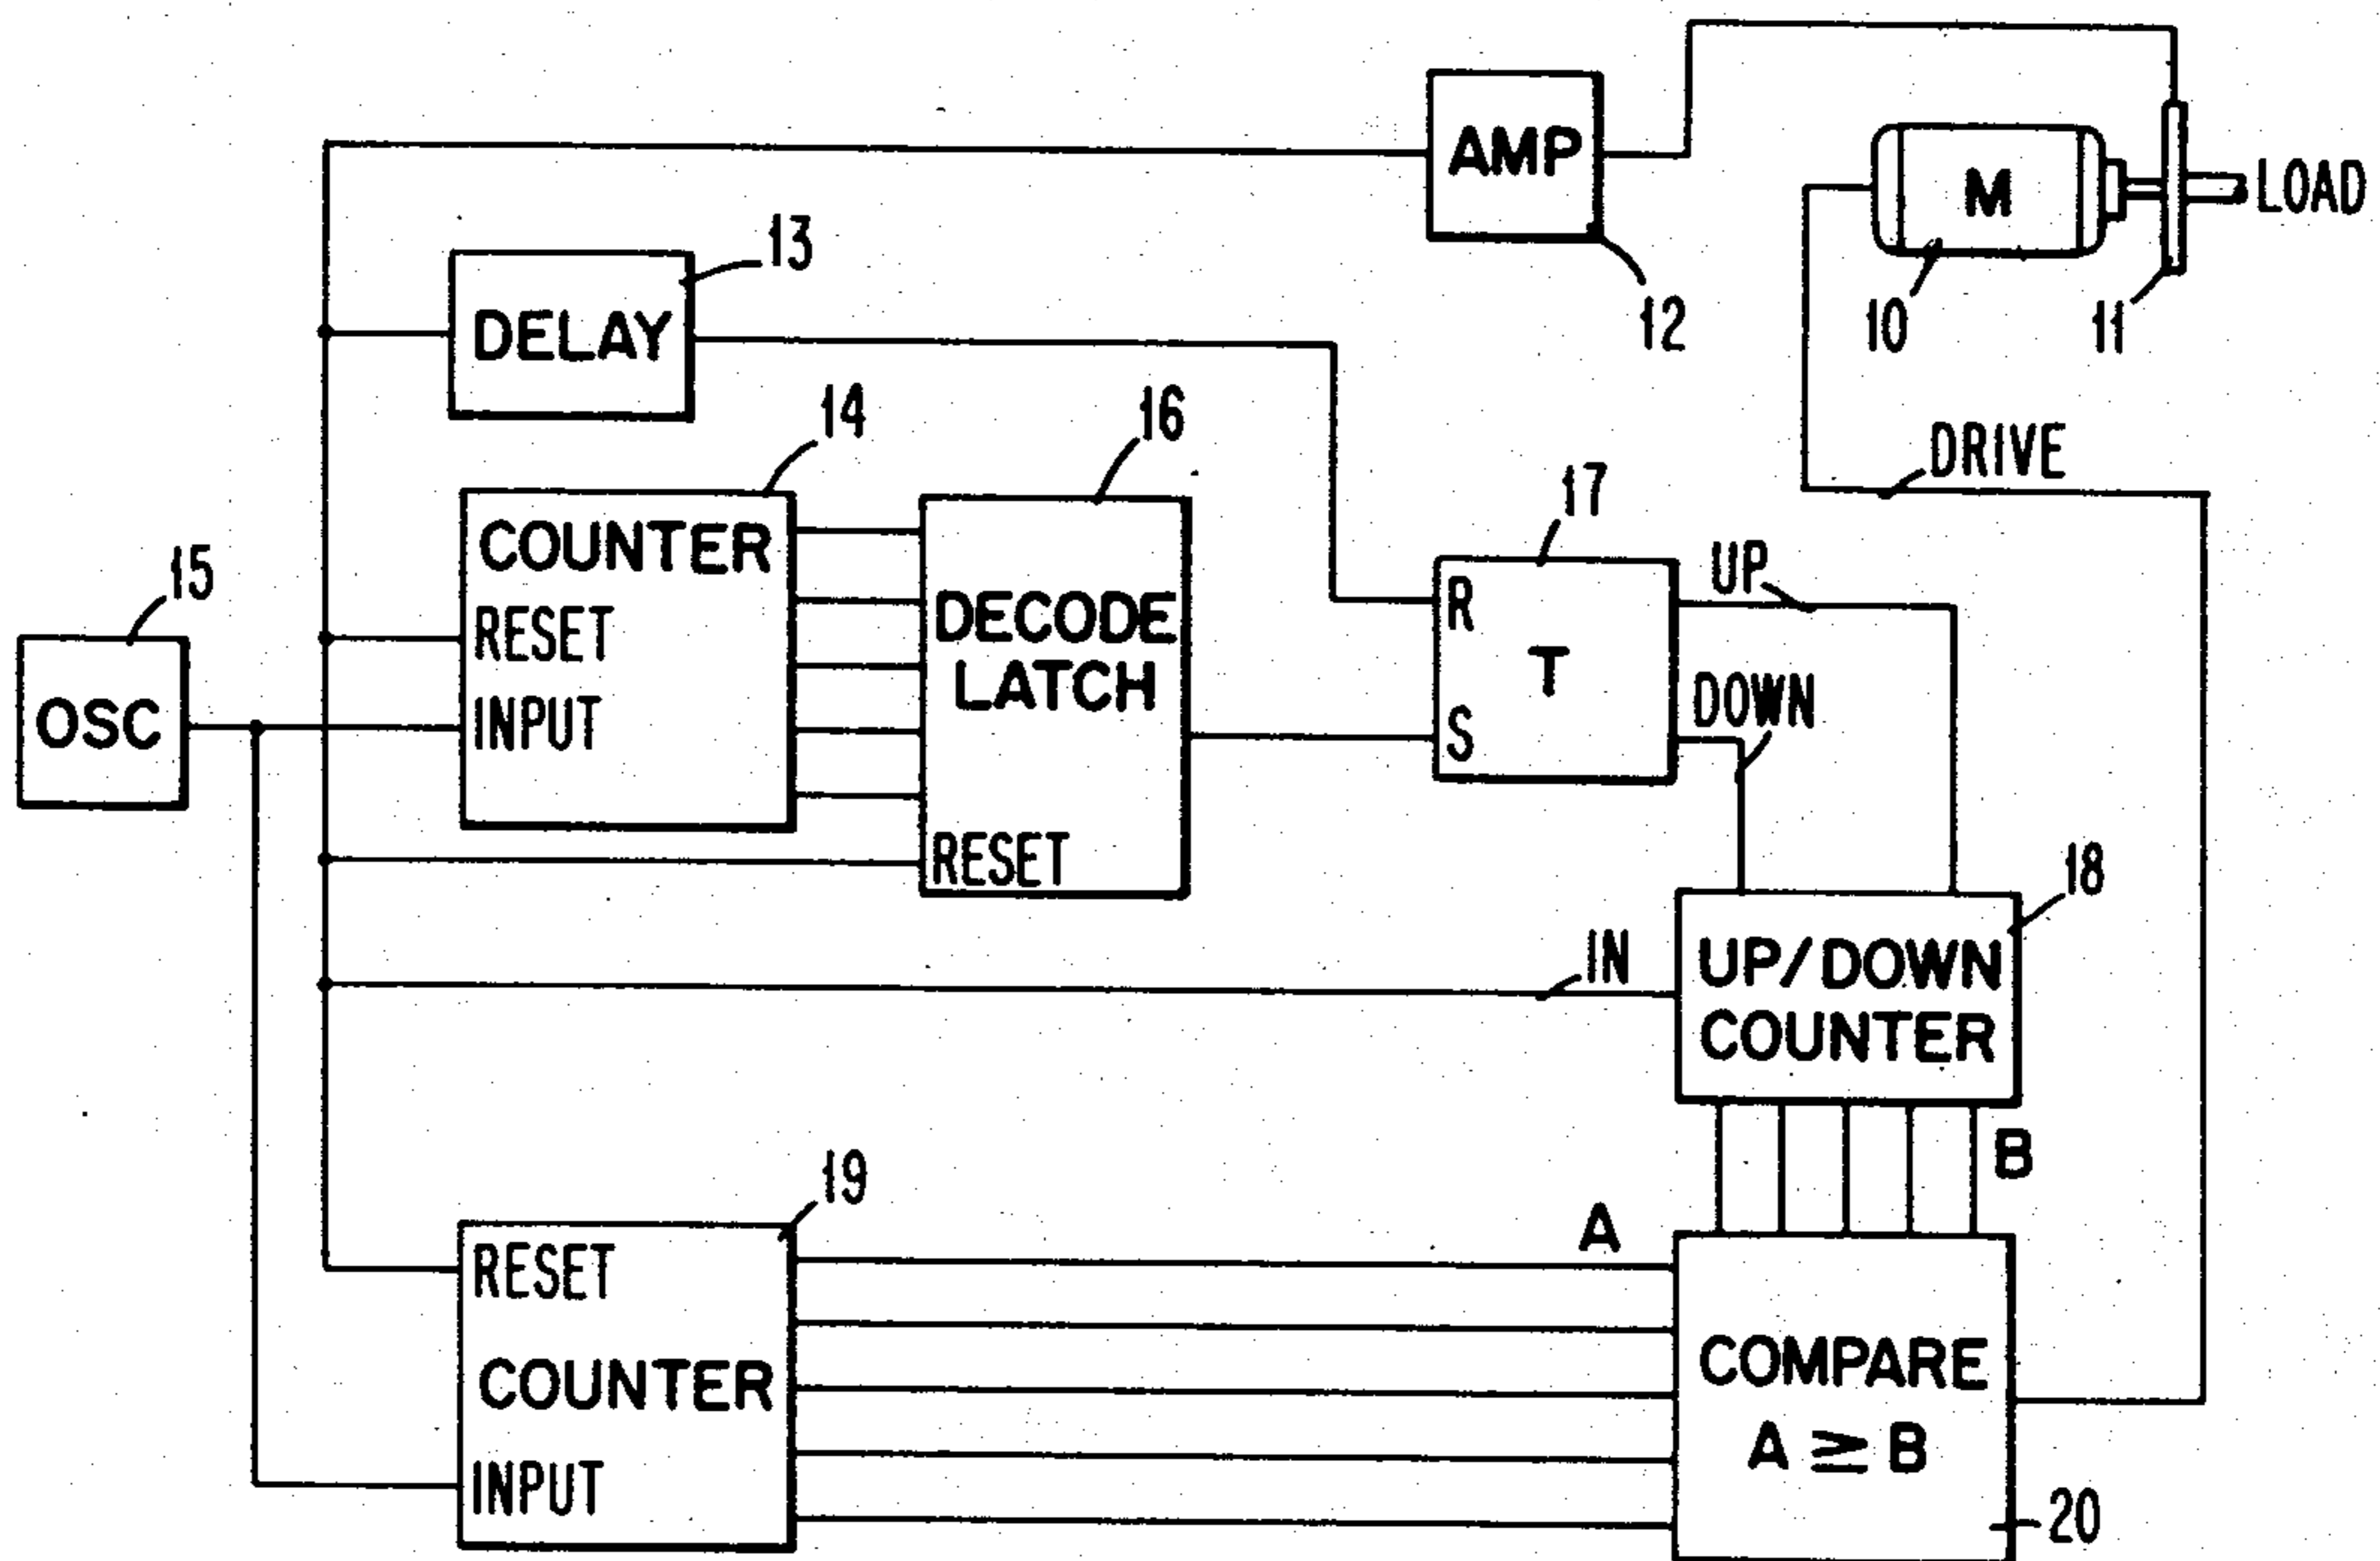 AMP
M
LOAD
12
10
11
13
DELAY
DRIVE
14
16
COUNTER
RESET
INPUT
DECODE
LATCH
RESET
15
OSC
17
R
T
S
UP
DOWN
18
IN
UP/DOWN
COUNTER
B
19
RESET
COUNTER
INPUT
A
COMPARE
A ≥ B
20